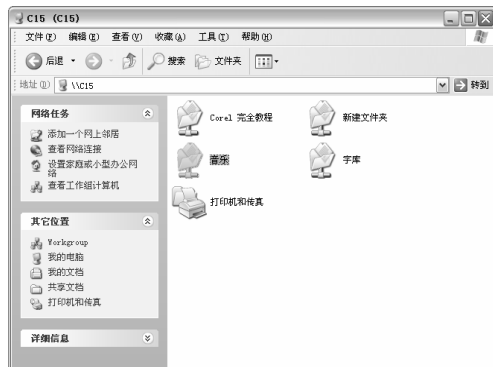 C15 (C15)
文件(F) 编辑(E) 查看(V) 收藏(A) 工具(T) 帮助(H)
后退 搜索 文件夹
地址(D) \\C15 转到
网络任务
添加一个网上邻居
查看网络连接
设置家庭或小型办公网
络
查看工作组计算机
其它位置
Workgroup
我的电脑
我的文档
共享文档
打印机和传真
详细信息
Corel 完全教程 新建文件夹
音乐 字库
打印机和传真